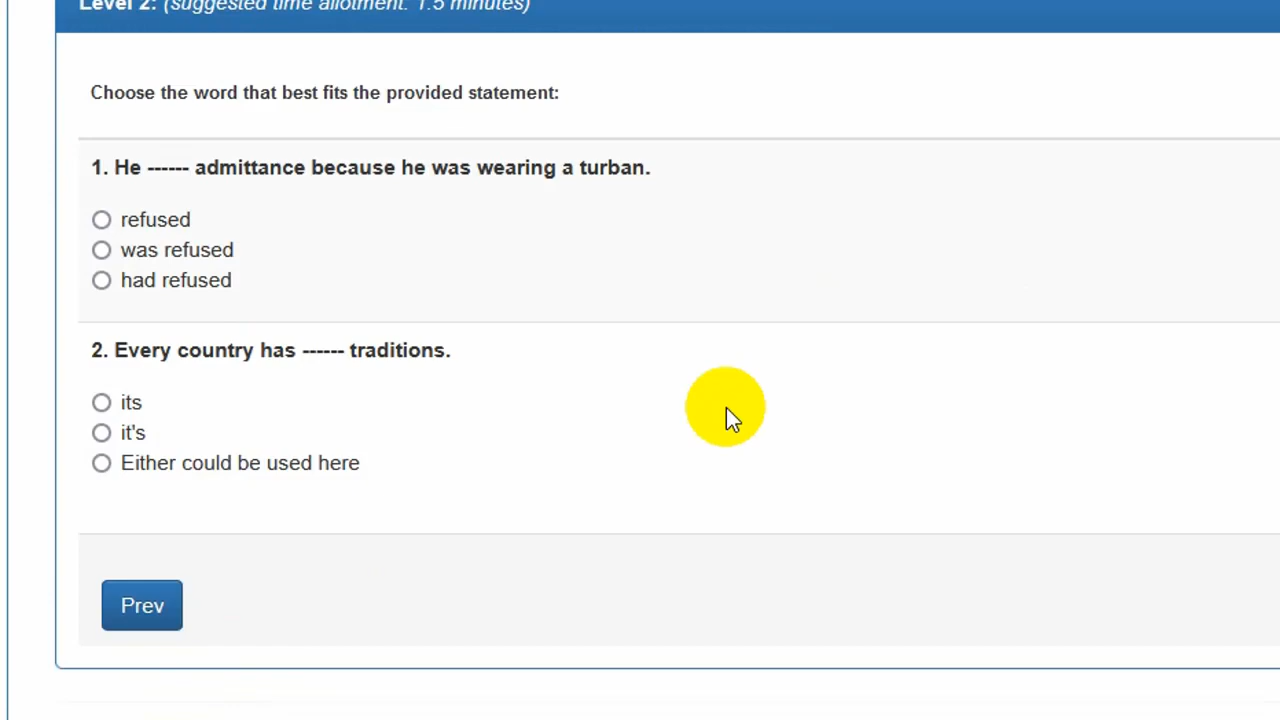 Level 2: (suggested time allotment: 1.5 minutes)
Choose the word that best fits the provided statement:
1. He ------ admittance because he was wearing a turban.
refused
was refused
had refused
2. Every country has ------ traditions.
its
it's
Either could be used here
Prev